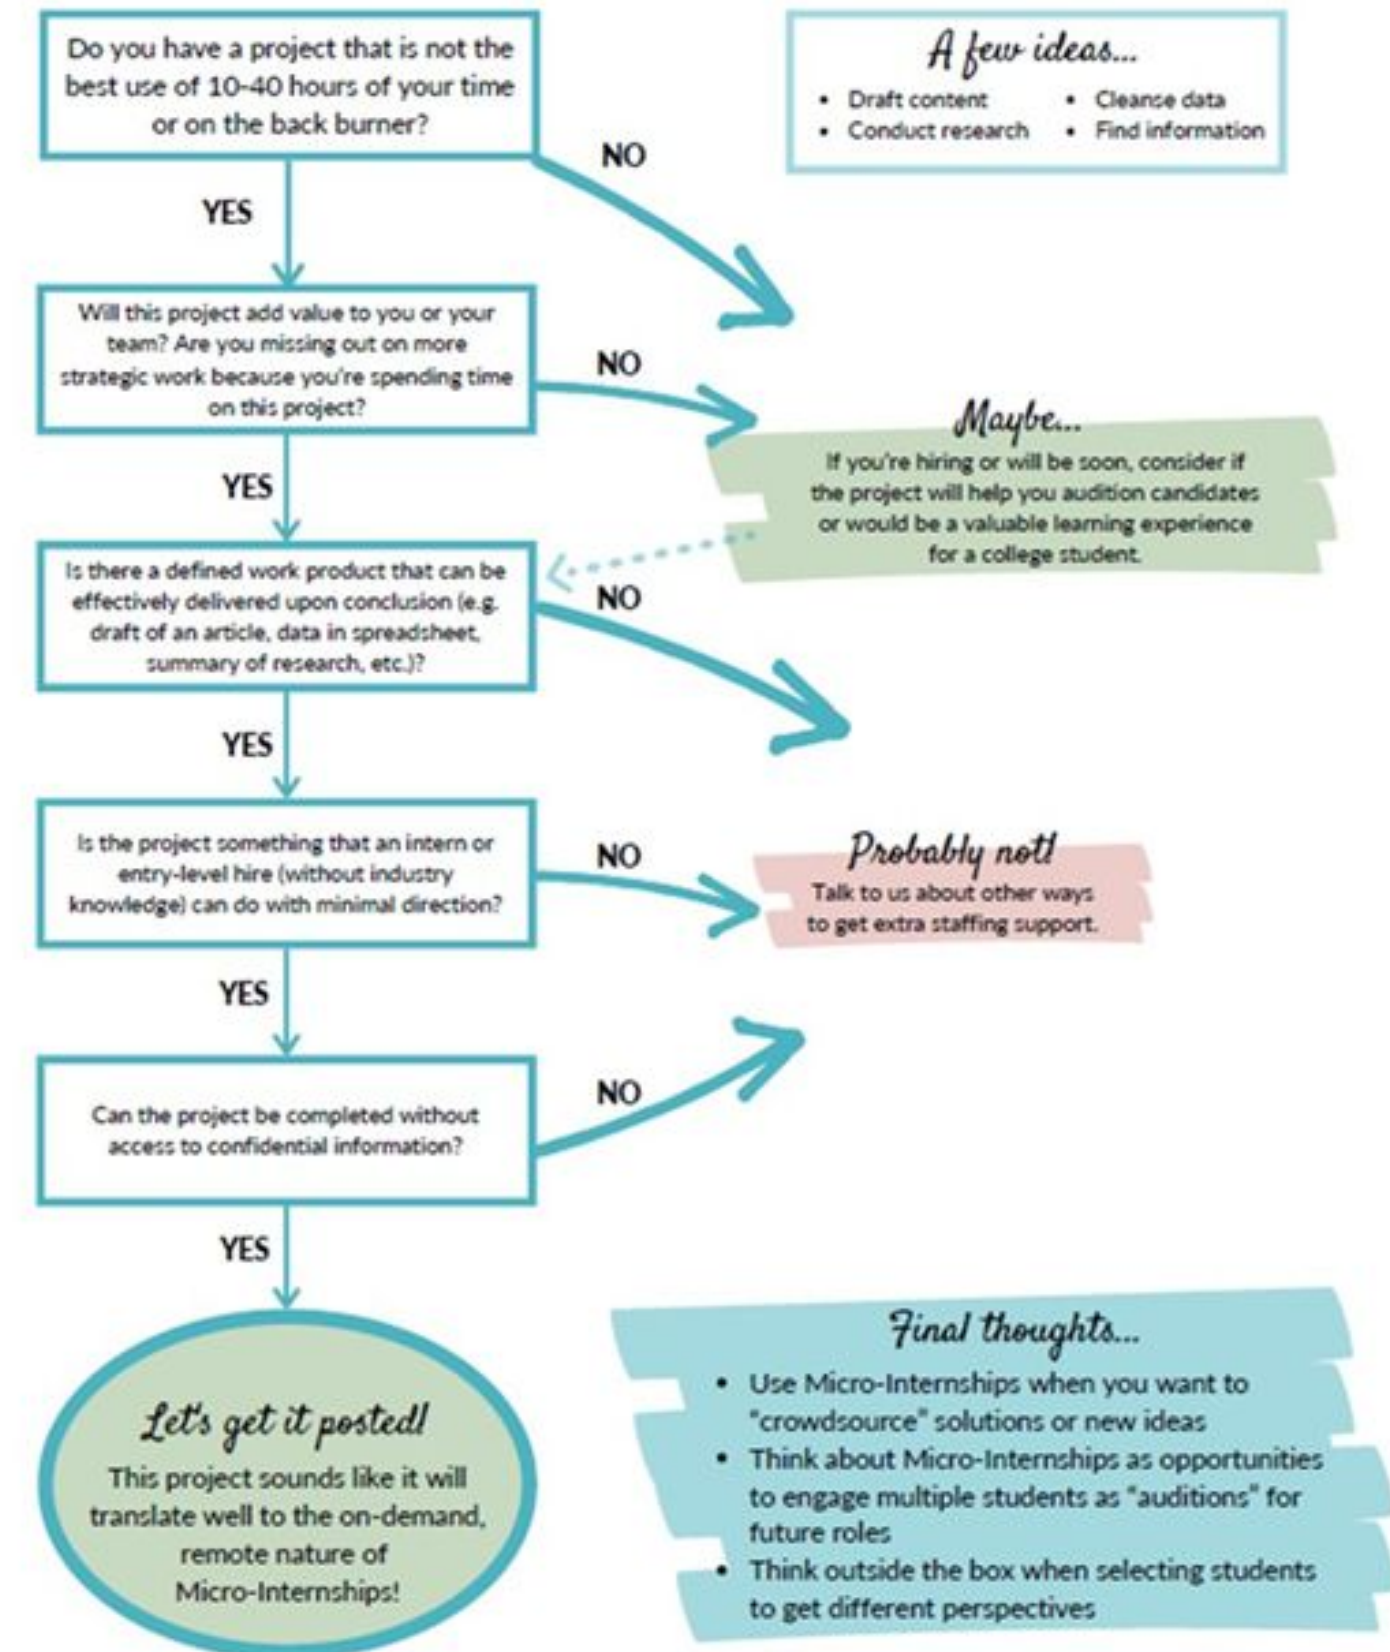 Do you have a project that is not the
best use of 10-40 hours of your time
or on the back burner?
A few ideas...
• Draft content
• Conduct research
• Cleanse data
• Find information
NO
YES
Will this project add value to you or your
team? Are you missing out on more
strategic work because you're spending time
on this project?
NO
Maybe...
If you're hiring or will be soon, consider if
the project will help you audition candidates
or would be a valuable learning experience
for a college student.
YES
Is there a defined work product that can be
effectively delivered upon conclusion (e.g.
draft of an article, data in spreadsheet,
summary of research, etc.)?
NO
YES
Is the project something that an intern or
entry-level hire (without industry
knowledge) can do with minimal direction?
NO
Probably not!
Talk to us about other ways
to get extra staffing support.
YES
Can the project be completed without
access to confidential information?
NO
YES
Let's get it posted!
This project sounds like it will
translate well to the on-demand,
remote nature of
Micro-Internships!
Final thoughts...
• Use Micro-Internships when you want to
"crowdsource" solutions or new ideas
• Think about Micro-Internships as opportunities
to engage multiple students as "auditions" for
future roles
• Think outside the box when selecting students
to get different perspectives